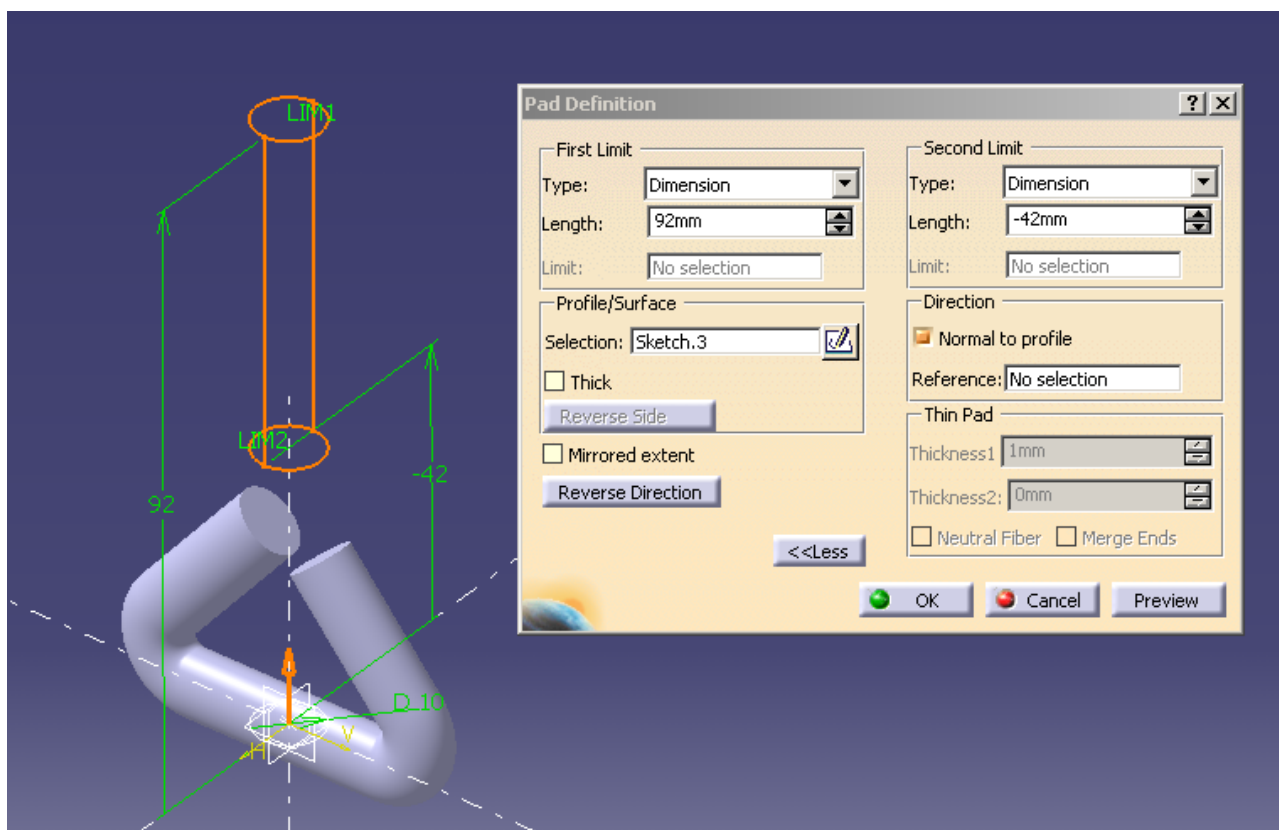 LIM1
LIM2
92
-42
D 10
H
V
Pad Definition
First Limit
Type: Dimension
Length: 92mm
Limit: No selection
Profile/Surface
Selection: Sketch.3
Thick
Reverse Side
Mirrored extent
Reverse Direction
<<Less
Second Limit
Type: Dimension
Length: -42mm
Limit: No selection
Direction
Normal to profile
Reference: No selection
Thin Pad
Thickness1 1mm
Thickness2: 0mm
Neutral Fiber Merge Ends
OK Cancel Preview